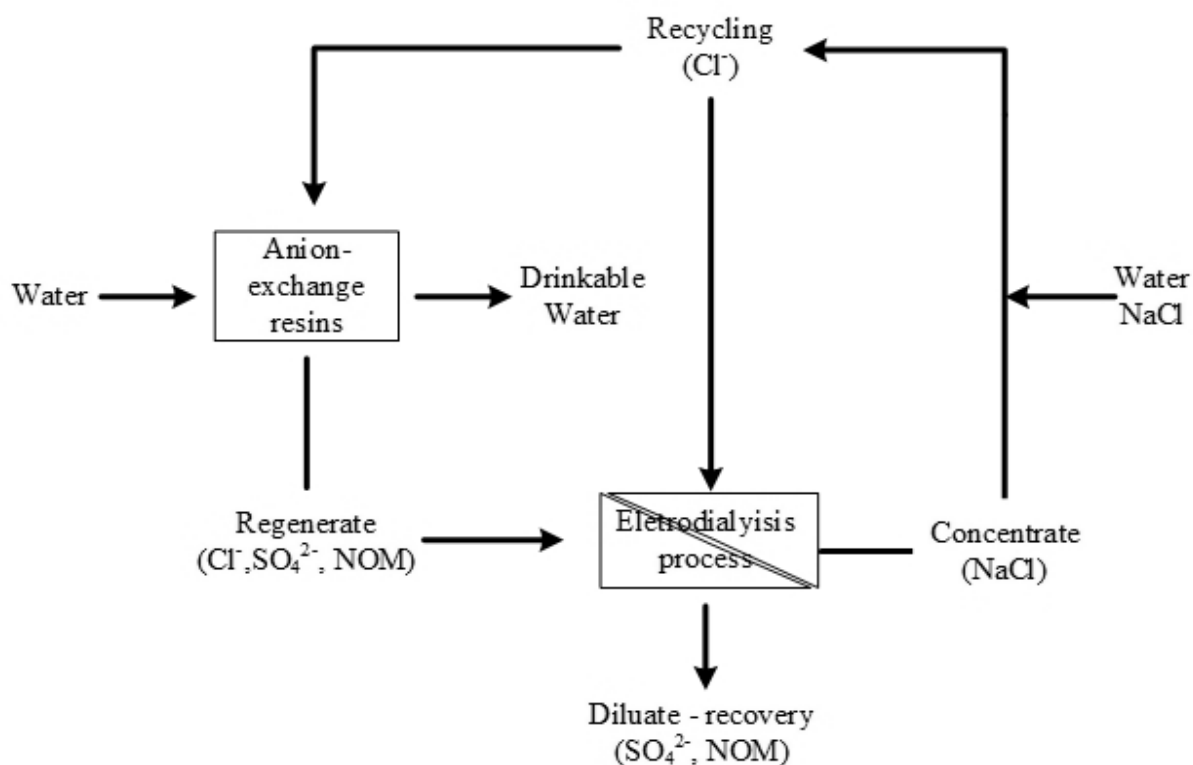 Recycling
(Cl⁻)
Anion-
exchange
resins
Water
Drinkable
Water
Water
NaCl
Regenerate
(Cl⁻,SO₄²⁻, NOM)
Eletrodialyisis
process
Concentrate
(NaCl)
Diluate - recovery
(SO₄²⁻, NOM)